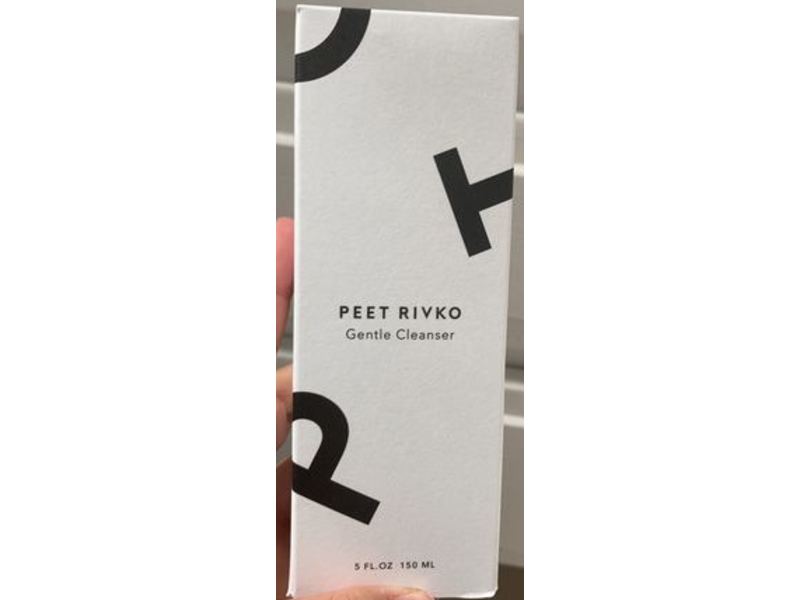 T
PEET RIVKO
Gentle Cleanser
P
5 FL.OZ 150 ML